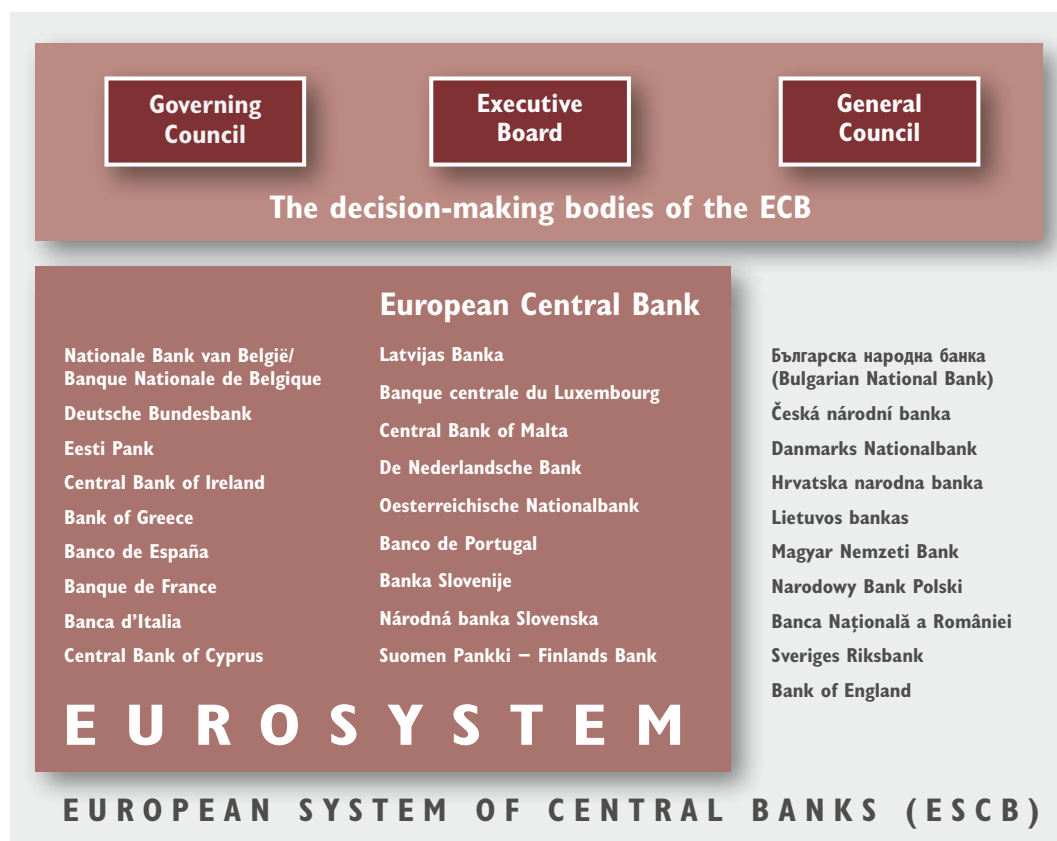 Governing
Council
Executive
Board
General
Council
The decision-making bodies of the ECB
European Central Bank
Nationale Bank van België/
Banque Nationale de Belgique
Deutsche Bundesbank
Eesti Pank
Central Bank of Ireland
Bank of Greece
Banco de España
Banque de France
Banca d’Italia
Central Bank of Cyprus
Latvijas Banka
Banque centrale du Luxembourg
Central Bank of Malta
De Nederlandsche Bank
Oesterreichische Nationalbank
Banco de Portugal
Banka Slovenije
Národná banka Slovenska
Suomen Pankki – Finlands Bank
EUROSYSTEM
Българска народна банка
(Bulgarian National Bank)
Česká národní banka
Danmarks Nationalbank
Hrvatska narodna banka
Lietuvos bankas
Magyar Nemzeti Bank
Narodowy Bank Polski
Banca Națională a României
Sveriges Riksbank
Bank of England
EUROPEAN SYSTEM OF CENTRAL BANKS (ESCB)